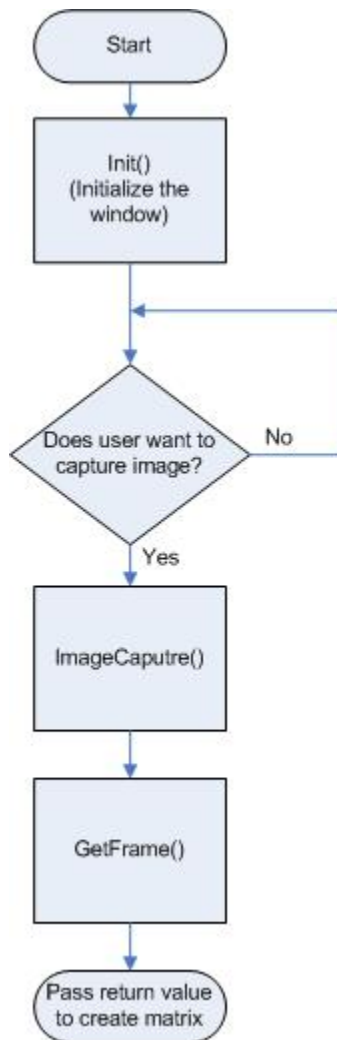 Start
Init()
(Initialize the
window)
Does user want to
capture image?
No
Yes
ImageCaputre()
GetFrame()
Pass return value
to create matrix